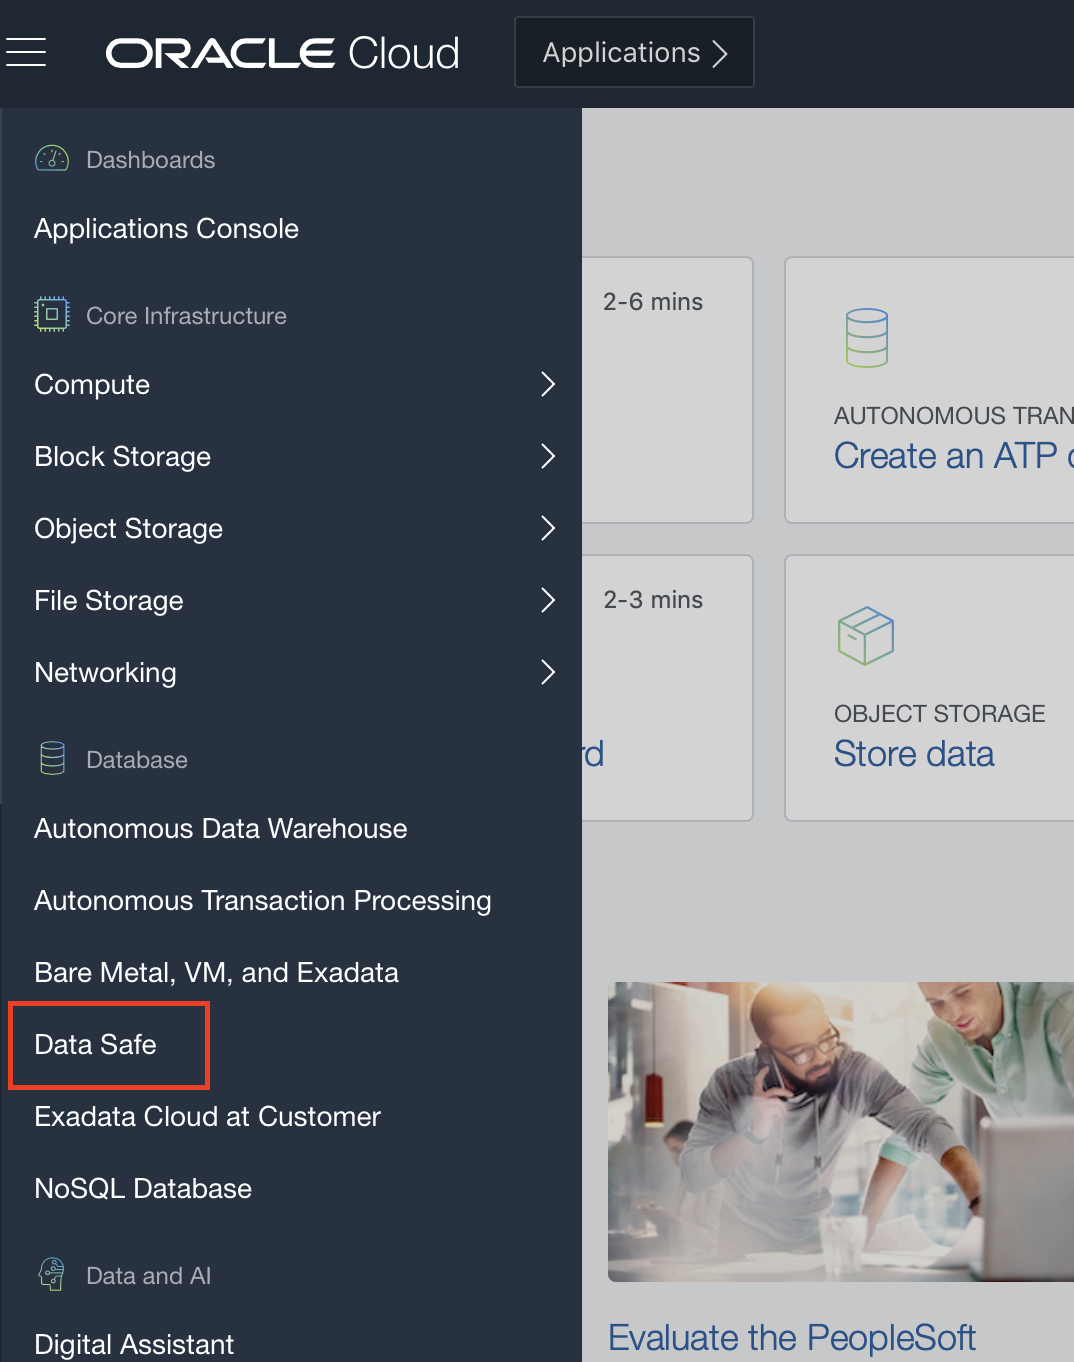 ORACLE Cloud
Applications
Dashboards
Applications Console
Core Infrastructure
Compute
Block Storage
Object Storage
File Storage
Networking
Database
Autonomous Data Warehouse
Autonomous Transaction Processing
Bare Metal, VM, and Exadata
Data Safe
Exadata Cloud at Customer
NoSQL Database
Data and AI
Digital Assistant
2-6 mins
AUTONOMOUS TRAN
Create an ATP
2-3 mins
rd
OBJECT STORAGE
Store data
Evaluate the PeopleSoft